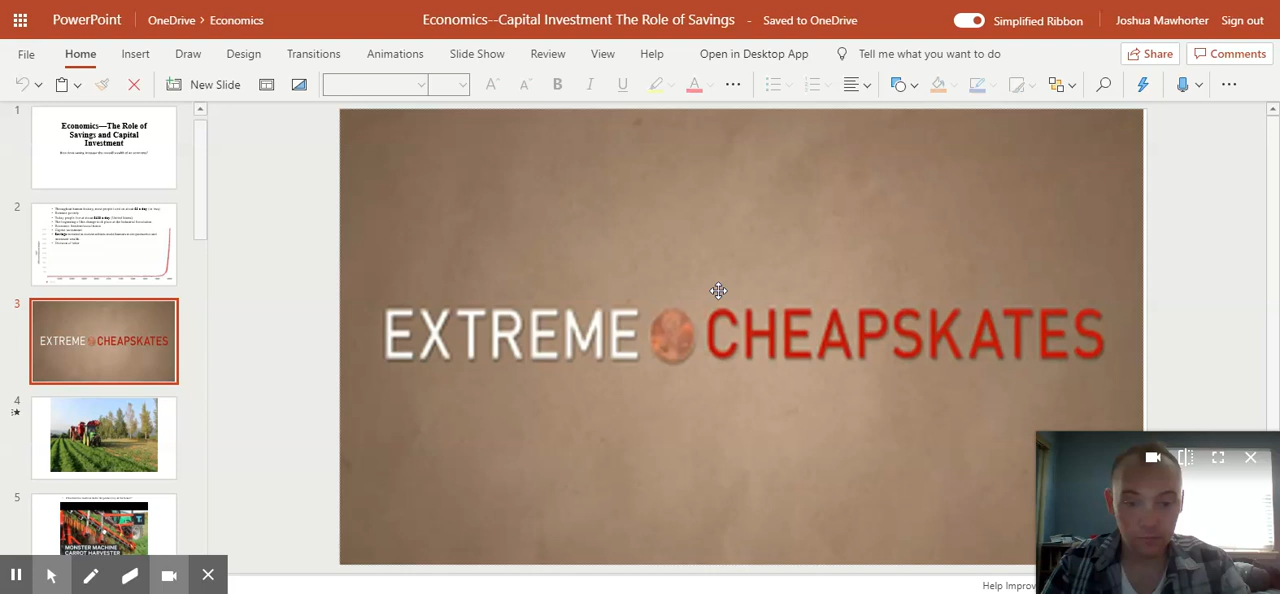 PowerPoint
OneDrive > Economics
Economics--Capital Investment The Role of Savings - Saved to OneDrive
Simplified Ribbon
Joshua Mawhorter
Sign out
File
Home
Insert
Draw
Design
Transitions
Animations
Slide Show
Review
View
Help
Open in Desktop App
Tell me what you want to do
Share
Comments
New Slide
B
I
U
1
Economics—The Role of
Savings and Capital
Investment
2
3
EXTREME CHEAPSKATES
4
5
MONSTER MACHINE
CARROT HARVESTER
EXTREME CHEAPSKATES
Help Improv